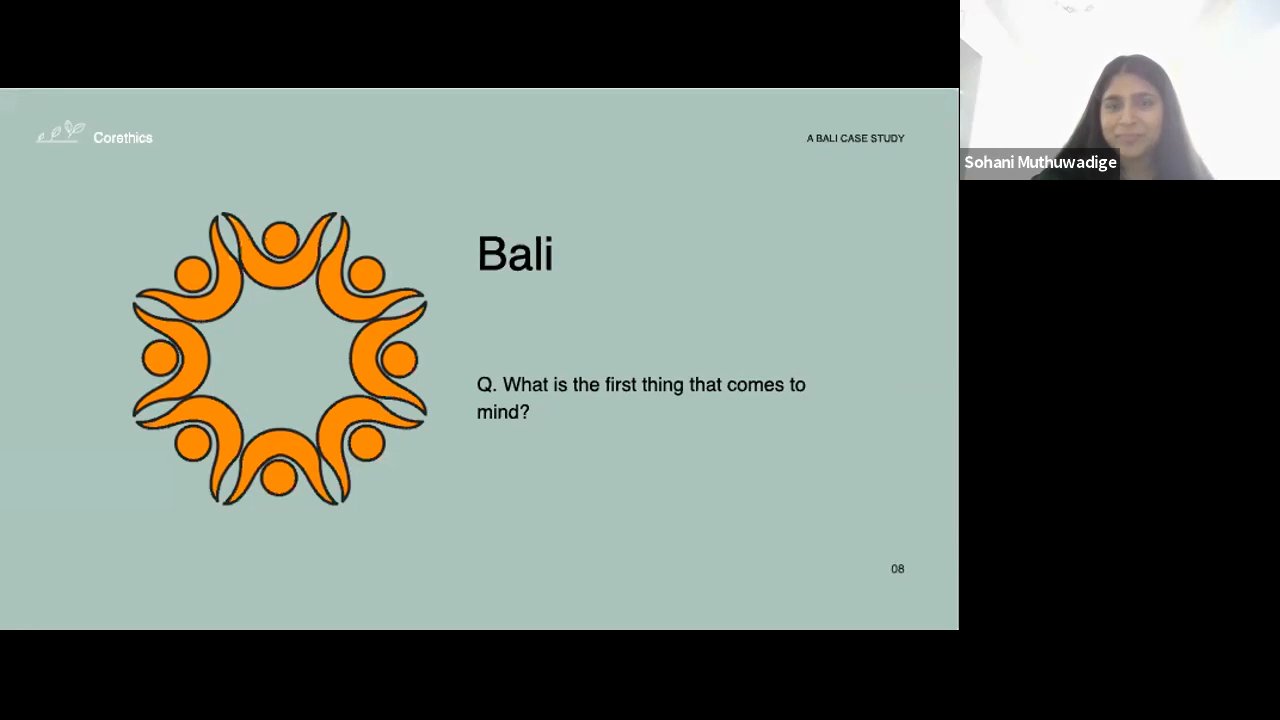 Corethics
A BALI CASE STUDY
Bali
Q. What is the first thing that comes to
mind?
08
Sohani Muthuwadige